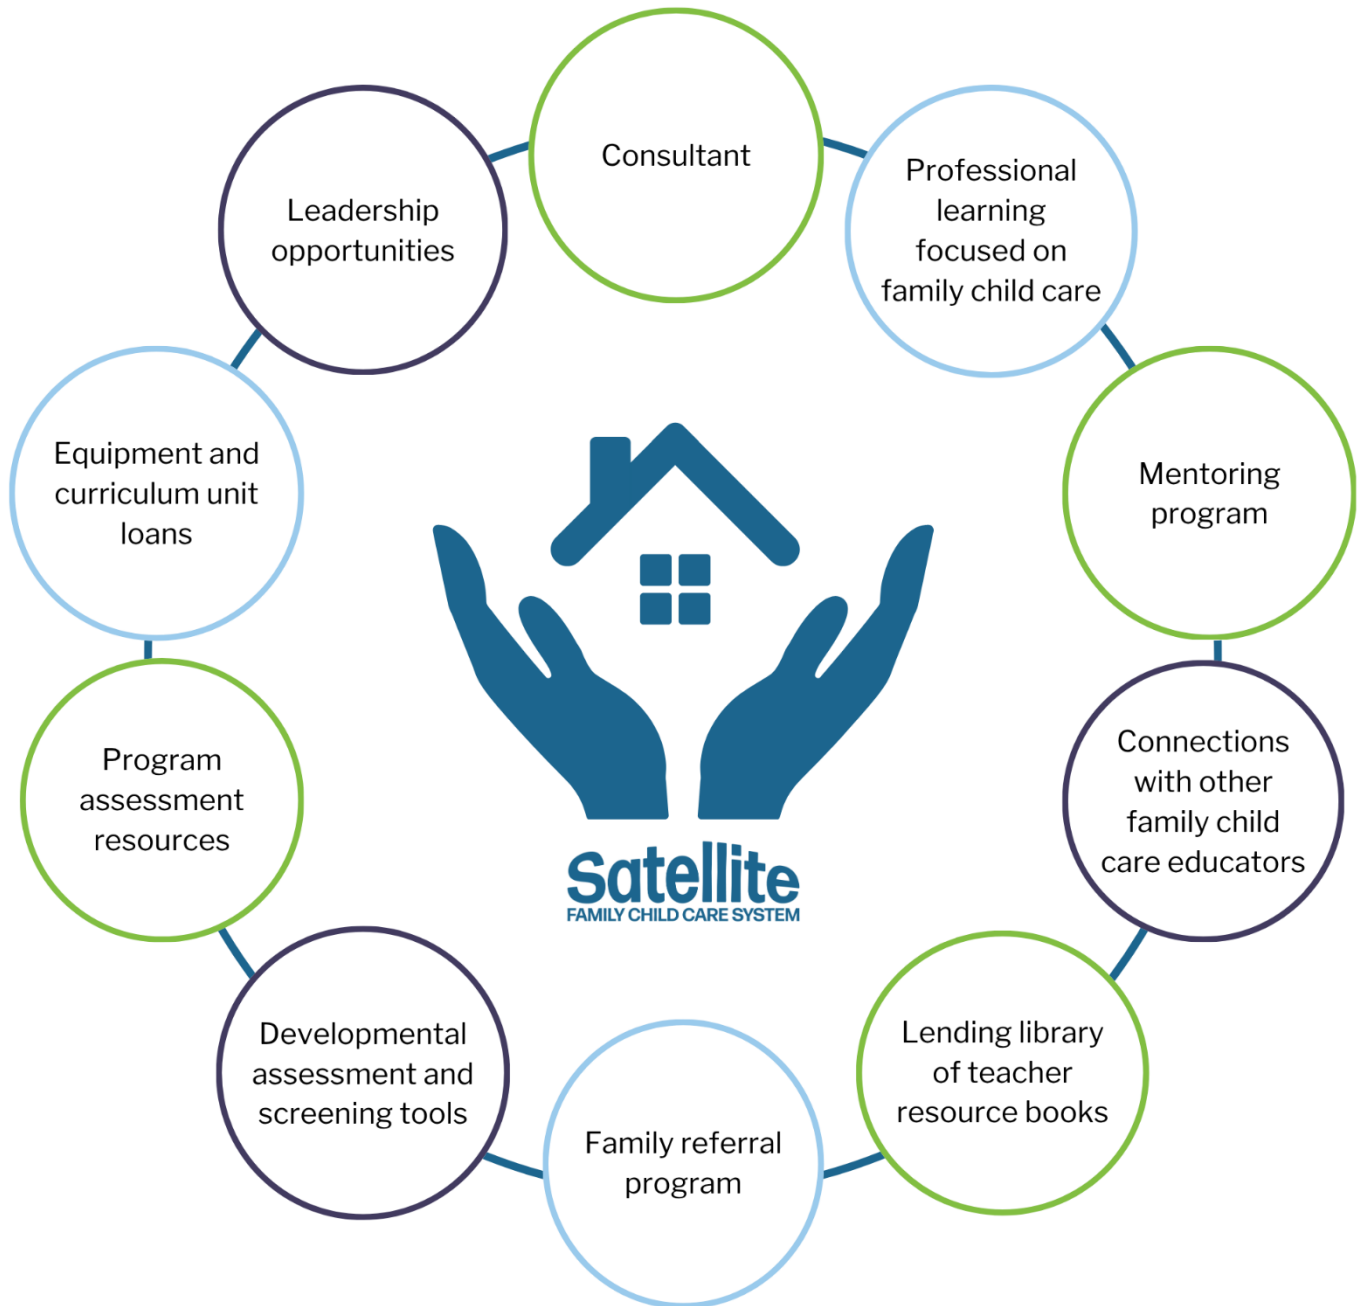 Consultant
Professional
learning
focused on
family child care
Mentoring
program
Connections
with other
family child
care educators
Lending library
of teacher
resource books
Family referral
program
Developmental
assessment and
screening tools
Program
assessment
resources
Equipment and
curriculum unit
loans
Leadership
opportunities
Satellite
FAMILY CHILD CARE SYSTEM